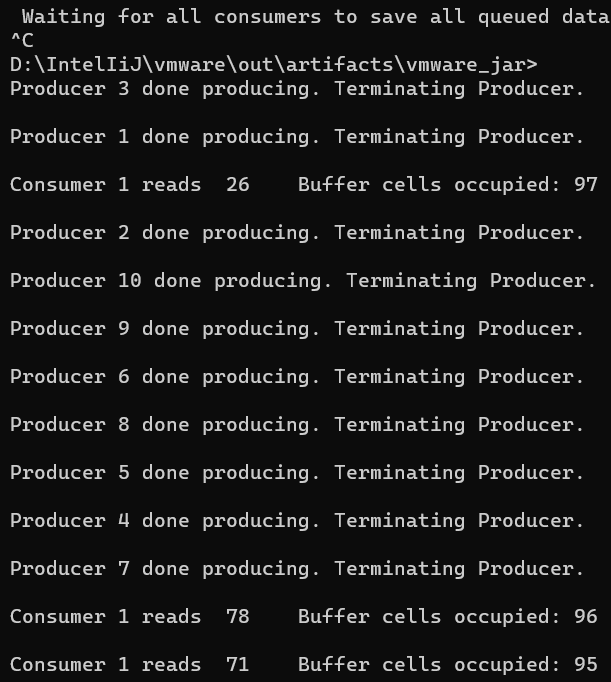 Waiting for all consumers to save all queued data
^C
D:\IntelIiJ\vmware\out\artifacts\vmware_jar>
Producer 3 done producing. Terminating Producer.
Producer 1 done producing. Terminating Producer.
Consumer 1 reads  26    Buffer cells occupied: 97
Producer 2 done producing. Terminating Producer.
Producer 10 done producing. Terminating Producer.
Producer 9 done producing. Terminating Producer.
Producer 6 done producing. Terminating Producer.
Producer 8 done producing. Terminating Producer.
Producer 5 done producing. Terminating Producer.
Producer 4 done producing. Terminating Producer.
Producer 7 done producing. Terminating Producer.
Consumer 1 reads  78    Buffer cells occupied: 96
Consumer 1 reads  71    Buffer cells occupied: 95